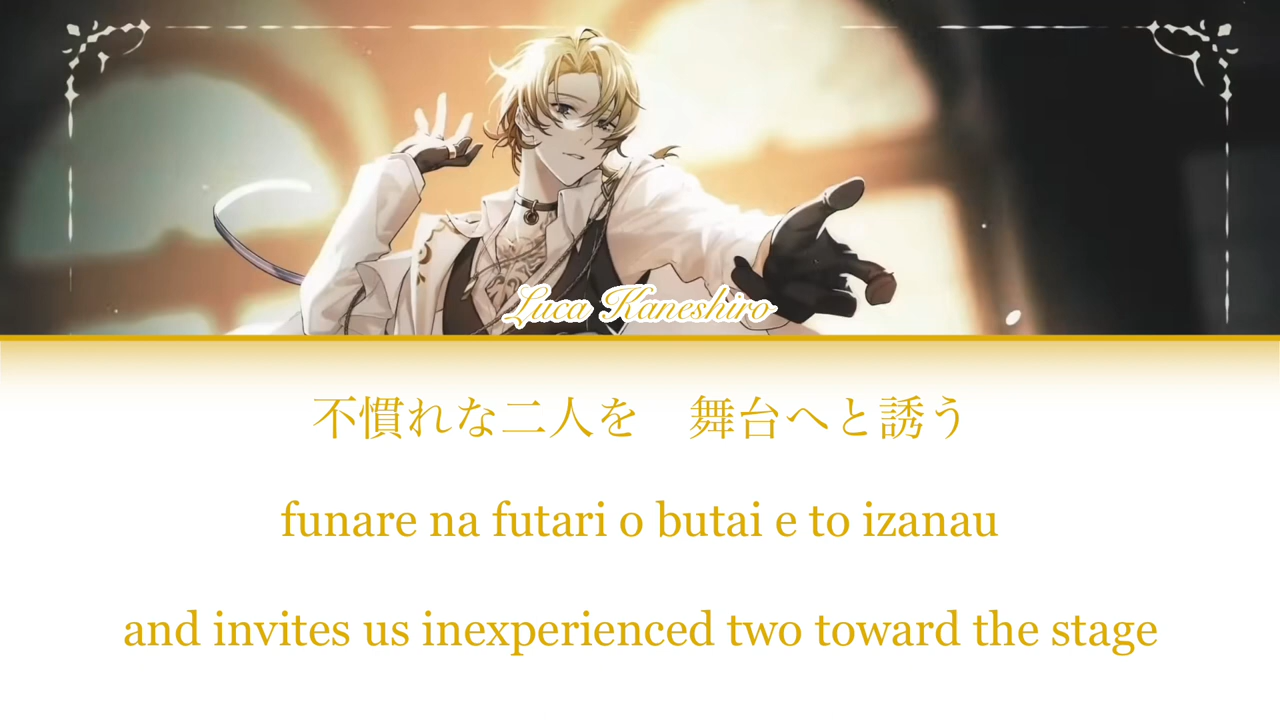 Luca Kaneshiro
不慣れな二人を　舞台へと誘う
funare na futari o butai e to izanau
and invites us inexperienced two toward the stage